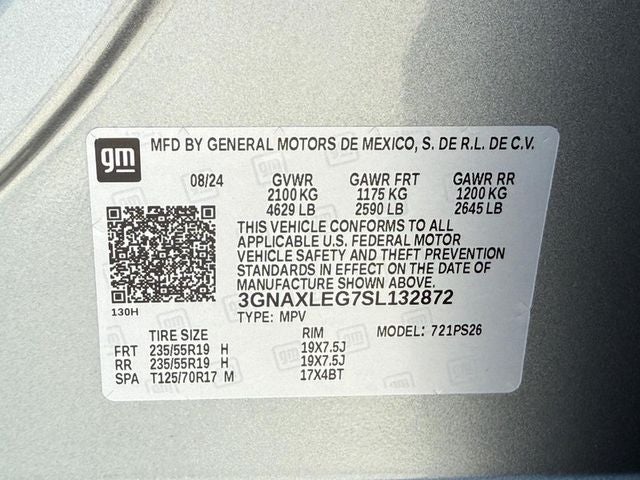 gm
MFD BY GENERAL MOTORS DE MEXICO, S. DE R.L. DE C.V.
08/24 GVWR GAWR FRT GAWR RR
2100 KG 1175 KG 1200 KG
4629 LB 2590 LB 2645 LB
THIS VEHICLE CONFORMS TO ALL
APPLICABLE U.S. FEDERAL MOTOR
VEHICLE SAFETY AND THEFT PREVENTION
STANDARDS IN EFFECT ON THE DATE OF
MANUFACTURE SHOWN ABOVE.
3GNAXLEG7SL132872
130H
TYPE: MPV MODEL: 721PS26
TIRE SIZE RIM
FRT 235/55R19 H 19X7.5J
RR 235/55R19 H 19X7.5J
SPA T125/70R17 M 17X4BT